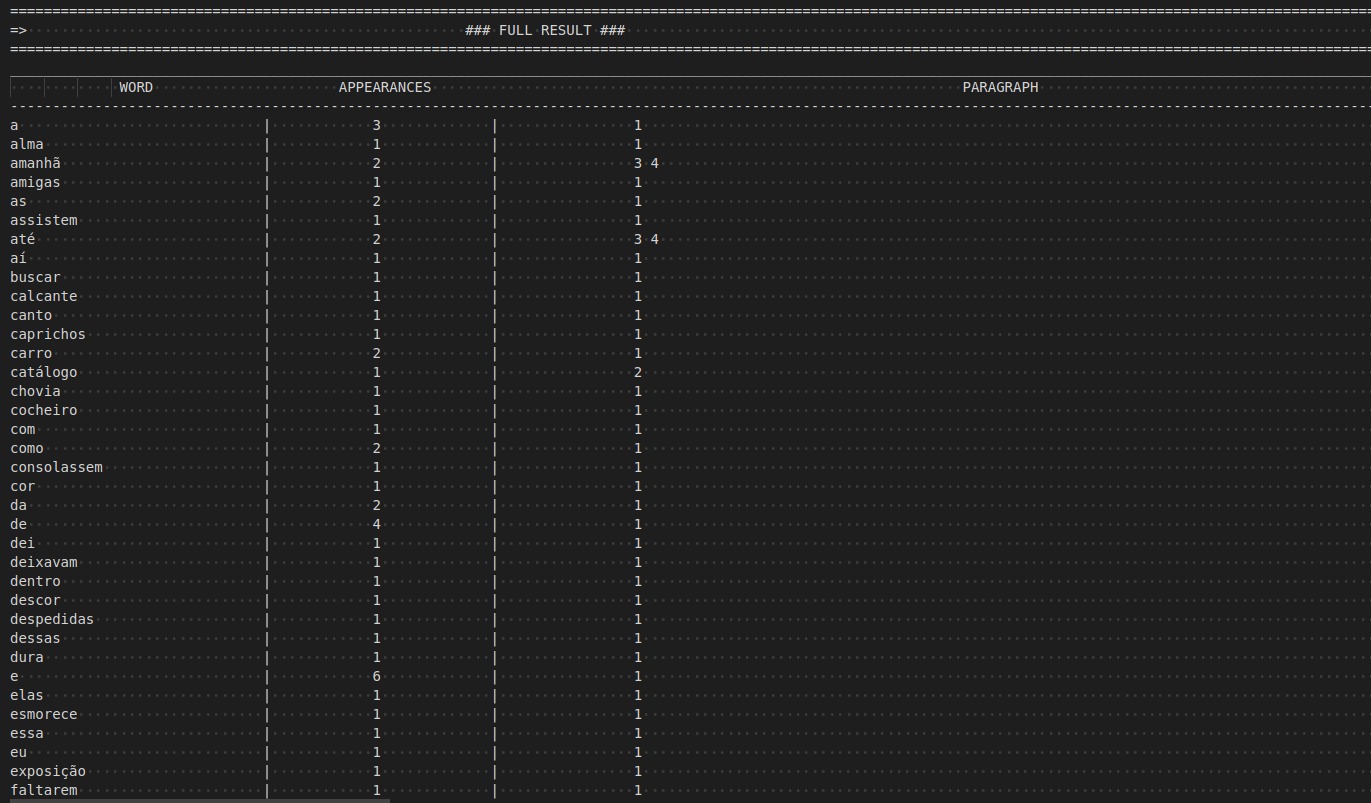 => ### FULL RESULT ###
WORD APPEARANCES PARAGRAPH
a | 3 | 1
alma | 1 | 1
amanhã | 2 | 3 4
amigas | 1 | 1
as | 2 | 1
assistem | 1 | 1
até | 2 | 3 4
aí | 1 | 1
buscar | 1 | 1
calcante | 1 | 1
canto | 1 | 1
caprichos | 1 | 1
carro | 2 | 1
catálogo | 1 | 2
chovia | 1 | 1
cocheiro | 1 | 1
com | 1 | 1
como | 2 | 1
consolassem | 1 | 1
cor | 1 | 1
da | 2 | 1
de | 4 | 1
dei | 1 | 1
deixavam | 1 | 1
dentro | 1 | 1
descor | 1 | 1
despedidas | 1 | 1
dessas | 1 | 1
dura | 1 | 1
e | 6 | 1
elas | 1 | 1
esmorece | 1 | 1
essa | 1 | 1
eu | 1 | 1
exposição | 1 | 1
faltarem | 1 | 1